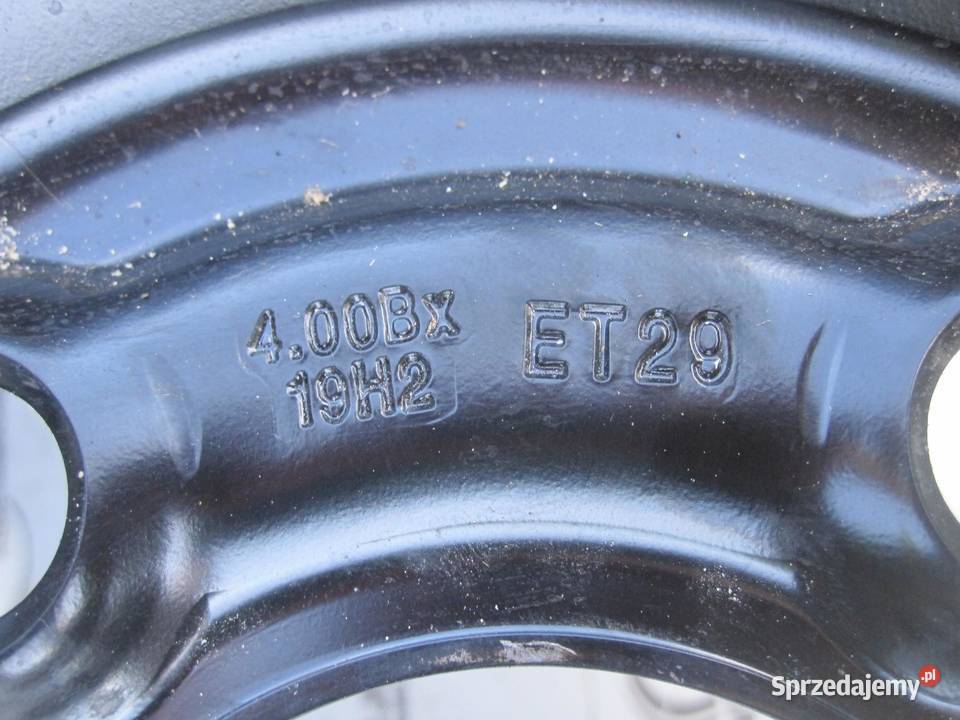 4.00Bx
19H2
ET29
Sprzedajemy.pl